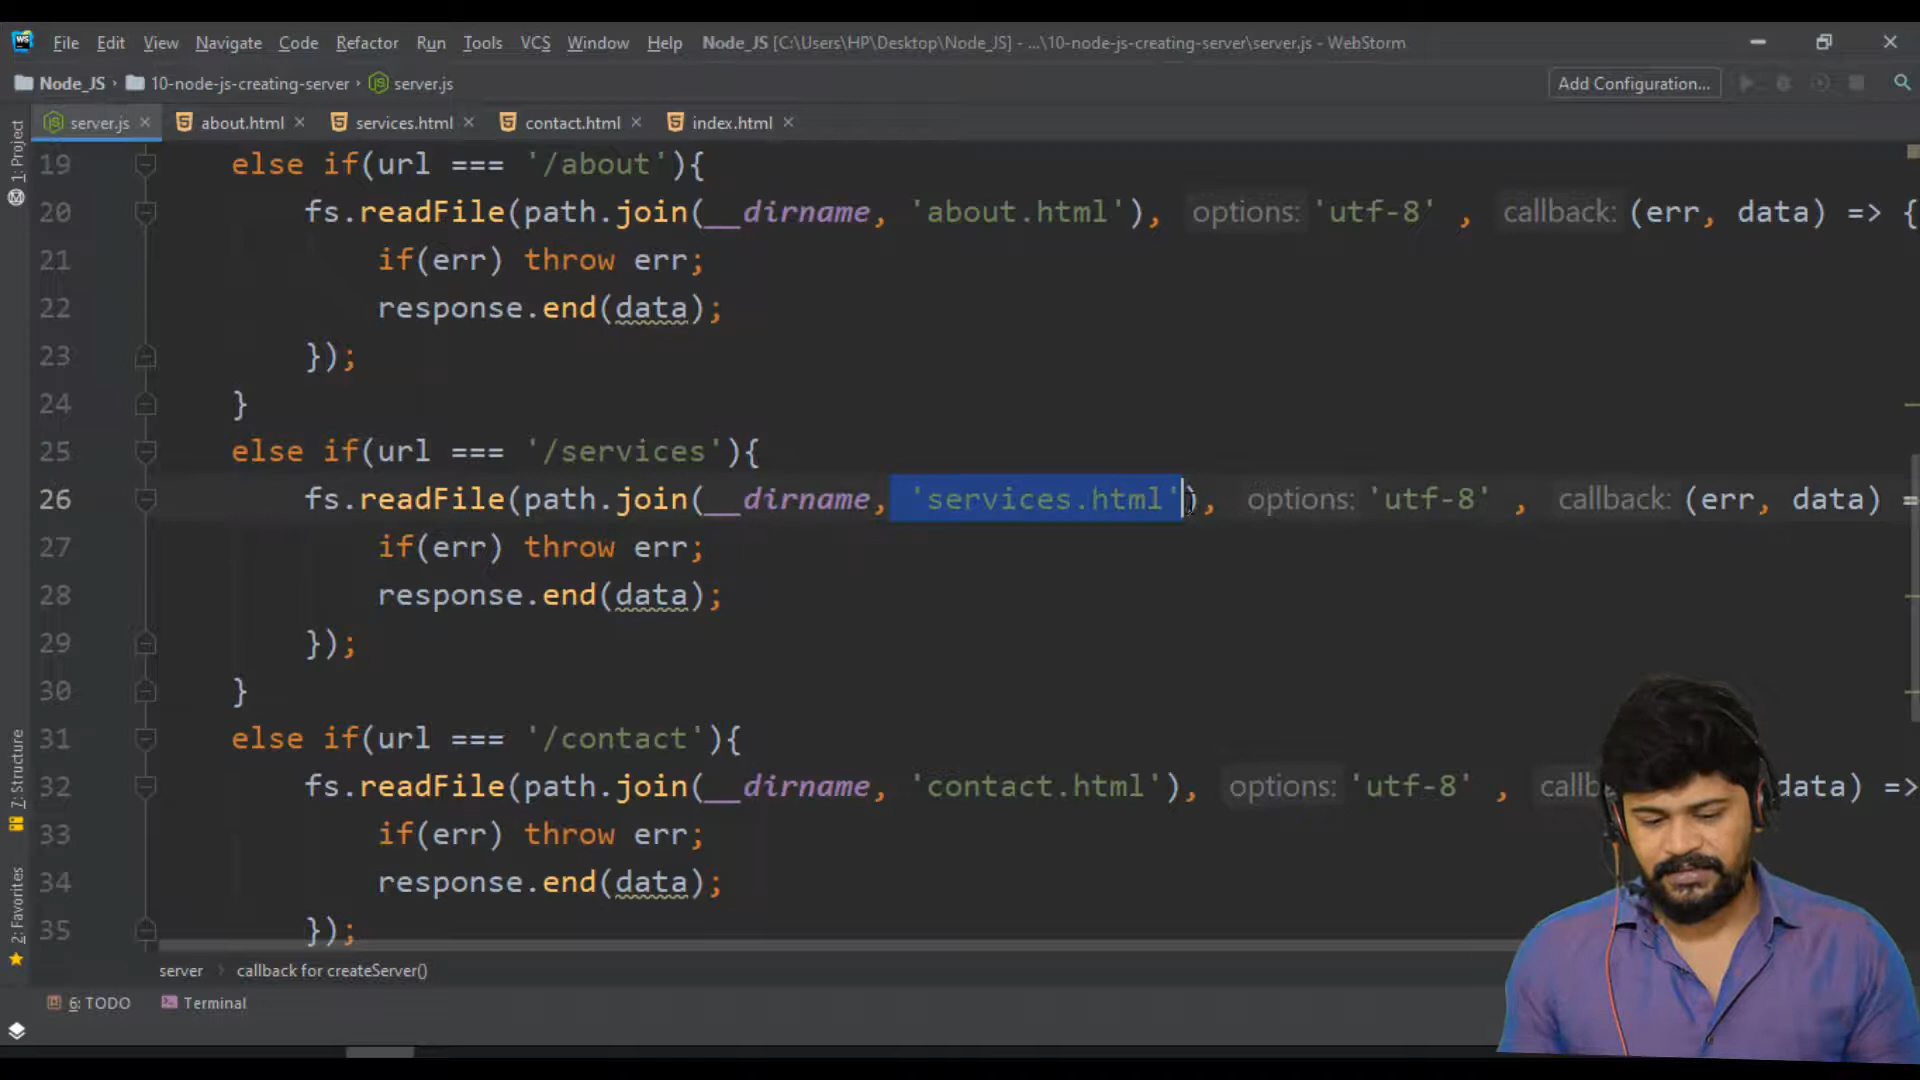 WS File Edit View Navigate Code Refactor Run Tools VCS Window Help Node_JS [C:\Users\HP\Desktop\Node_JS] - ...\10-node-js-creating-server\server.js - WebStorm
Node_JS › 10-node-js-creating-server › server.js Add Configuration...
server.js about.html services.html contact.html index.html
1: Project
7: Structure
2: Favorites
19 else if(url === '/about'){
20 fs.readFile(path.join(__dirname, 'about.html'), options: 'utf-8' , callback: (err, data) => {
21 if(err) throw err;
22 response.end(data);
23 });
24 }
25 else if(url === '/services'){
26 fs.readFile(path.join(__dirname, 'services.html'), options: 'utf-8' , callback: (err, data) =
27 if(err) throw err;
28 response.end(data);
29 });
30 }
31 else if(url === '/contact'){
32 fs.readFile(path.join(__dirname, 'contact.html'), options: 'utf-8' , data) =>
33 if(err) throw err;
34 response.end(data);
35 });
server › callback for createServer()
6: TODO Terminal